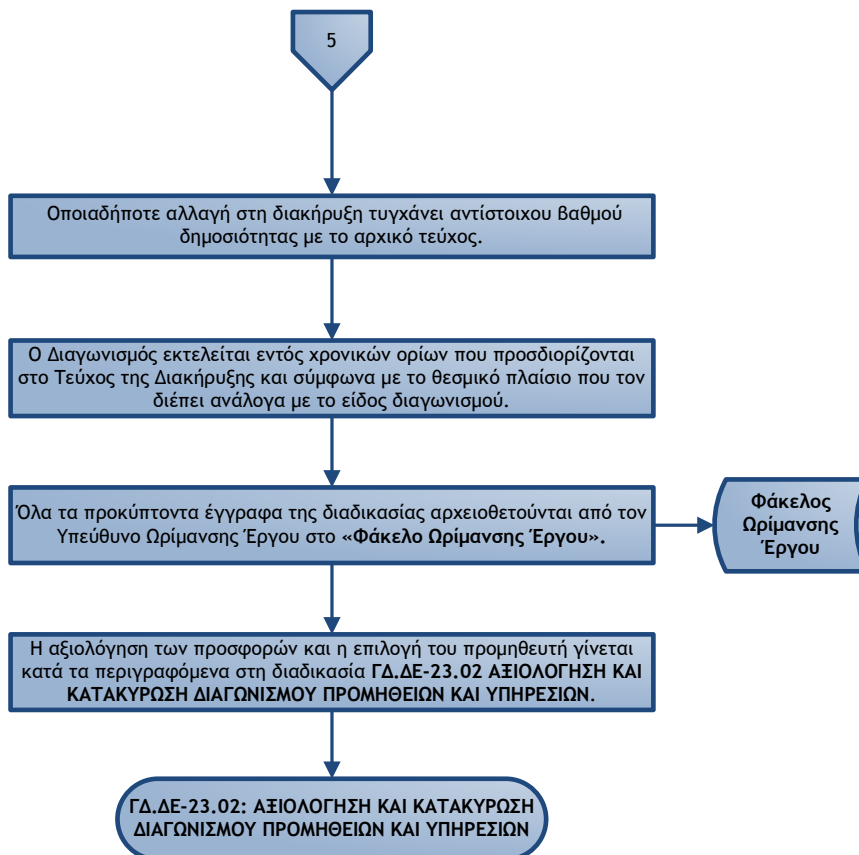 5
Οποιαδήποτε αλλαγή στη διακήρυξη τυγχάνει αντίστοιχου βαθμού
δημοσιότητας με το αρχικό τεύχος.
Ο Διαγωνισμός εκτελείται εντός χρονικών ορίων που προσδιορίζονται
στο Τεύχος της Διακήρυξης και σύμφωνα με το θεσμικό πλαίσιο που τον
διέπει ανάλογα με το είδος διαγωνισμού.
Όλα τα προκύπτοντα έγγραφα της διαδικασίας αρχειοθετούνται από τον
Υπεύθυνο Ωρίμανσης Έργου στο «Φάκελο Ωρίμανσης Έργου».
Φάκελος
Ωρίμανσης
Έργου
Η αξιολόγηση των προσφορών και η επιλογή του προμηθευτή γίνεται
κατά τα περιγραφόμενα στη διαδικασία ΓΔ.ΔΕ-23.02 ΑΞΙΟΛΟΓΗΣΗ ΚΑΙ
ΚΑΤΑΚΥΡΩΣΗ ΔΙΑΓΩΝΙΣΜΟΥ ΠΡΟΜΗΘΕΙΩΝ ΚΑΙ ΥΠΗΡΕΣΙΩΝ.
ΓΔ.ΔΕ-23.02: ΑΞΙΟΛΟΓΗΣΗ ΚΑΙ ΚΑΤΑΚΥΡΩΣΗ
ΔΙΑΓΩΝΙΣΜΟΥ ΠΡΟΜΗΘΕΙΩΝ ΚΑΙ ΥΠΗΡΕΣΙΩΝ